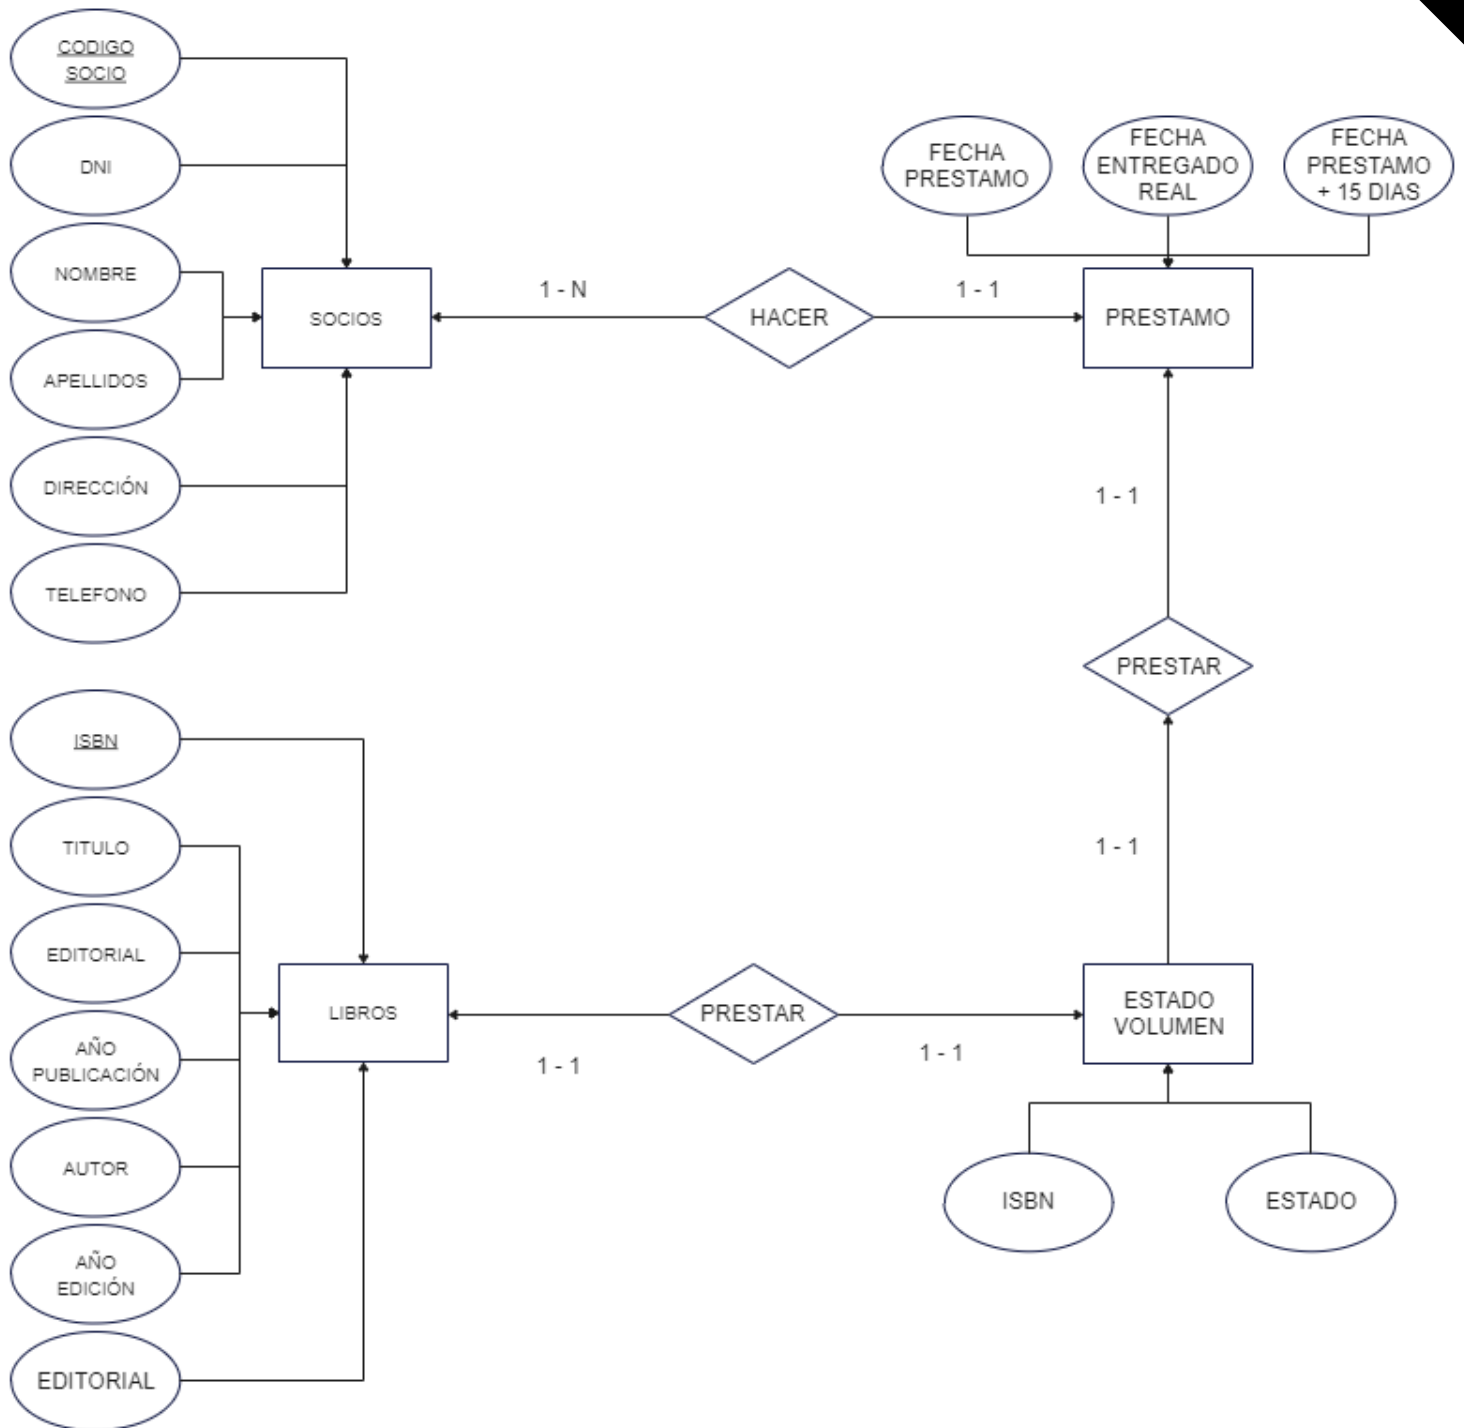 CODIGO
SOCIO
DNI
NOMBRE
APELLIDOS
DIRECCIÓN
TELEFONO
SOCIOS
1 - N
HACER
1 - 1
FECHA
PRESTAMO
FECHA
ENTREGADO
REAL
FECHA
PRESTAMO
+ 15 DIAS
PRESTAMO
1 - 1
PRESTAR
1 - 1
ISBN
TITULO
EDITORIAL
AÑO
PUBLICACIÓN
AUTOR
AÑO
EDICIÓN
EDITORIAL
LIBROS
1 - 1
PRESTAR
1 - 1
ESTADO
VOLUMEN
ISBN
ESTADO